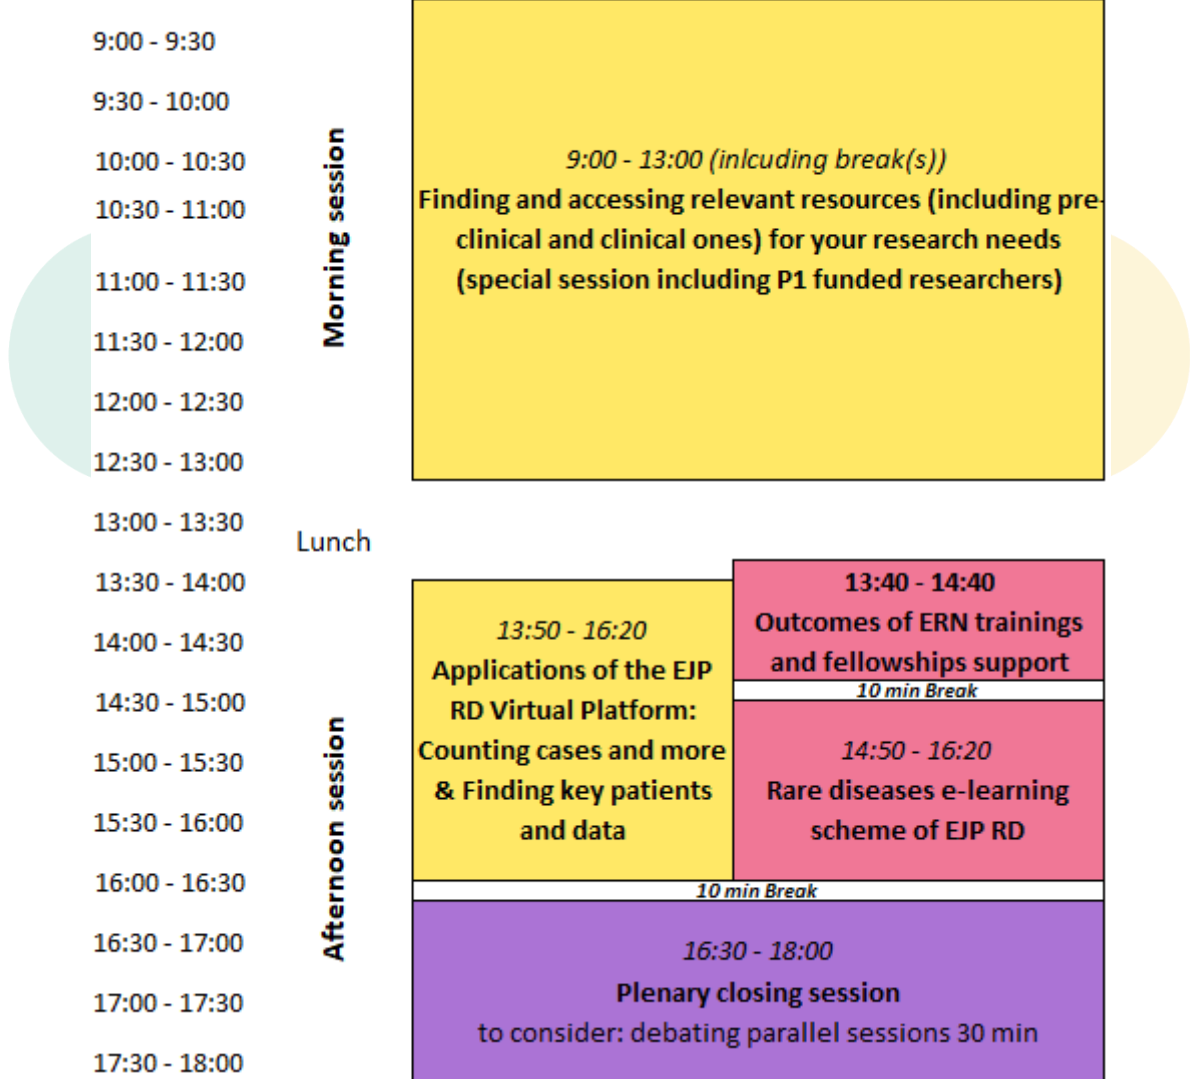 9:00 - 9:30
9:30 - 10:00
10:00 - 10:30
10:30 - 11:00
11:00 - 11:30
11:30 - 12:00
12:00 - 12:30
12:30 - 13:00
Morning session
9:00 - 13:00 (inlcuding break(s))
Finding and accessing relevant resources (including pre-
clinical and clinical ones) for your research needs
(special session including P1 funded researchers)
13:00 - 13:30
Lunch
13:30 - 14:00
14:00 - 14:30
14:30 - 15:00
15:00 - 15:30
15:30 - 16:00
16:00 - 16:30
16:30 - 17:00
17:00 - 17:30
17:30 - 18:00
Afternoon session
13:50 - 16:20
Applications of the EJP
RD Virtual Platform:
Counting cases and more
& Finding key patients
and data
13:40 - 14:40
Outcomes of ERN trainings
and fellowships support
10 min Break
14:50 - 16:20
Rare diseases e-learning
scheme of EJP RD
10 min Break
16:30 - 18:00
Plenary closing session
to consider: debating parallel sessions 30 min